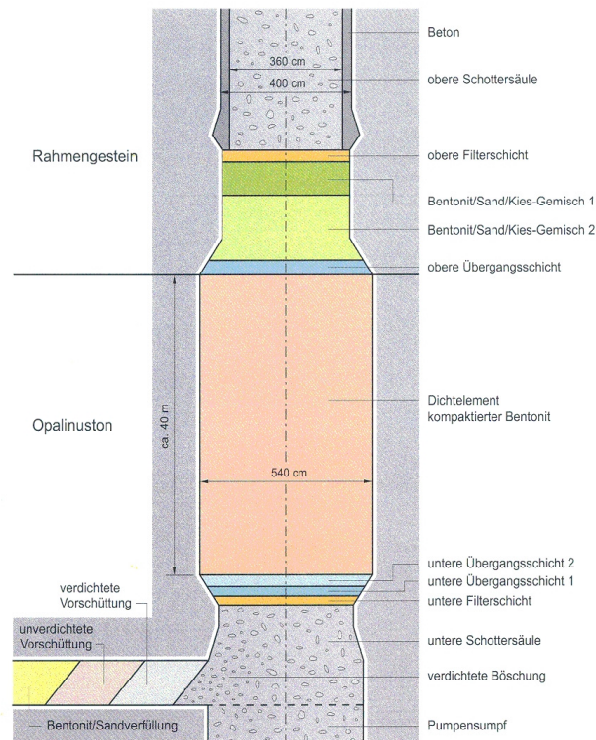 Beton
360 cm
obere Schottersäule
400 cm
Rahmengestein
obere Filterschicht
Bentonit/Sand/Kies-Gemisch 1
Bentonit/Sand/Kies-Gemisch 2
obere Übergangsschicht
Dichtelement
kompaktierter Bentonit
Opalinuston
ca. 40 m
540 cm
untere Übergangsschicht 2
untere Übergangsschicht 1
untere Filterschicht
verdichtete
Vorschüttung
unverdichtete
Vorschüttung
untere Schottersäule
verdichtete Böschung
Bentonit/Sandverfüllung
Pumpensumpf